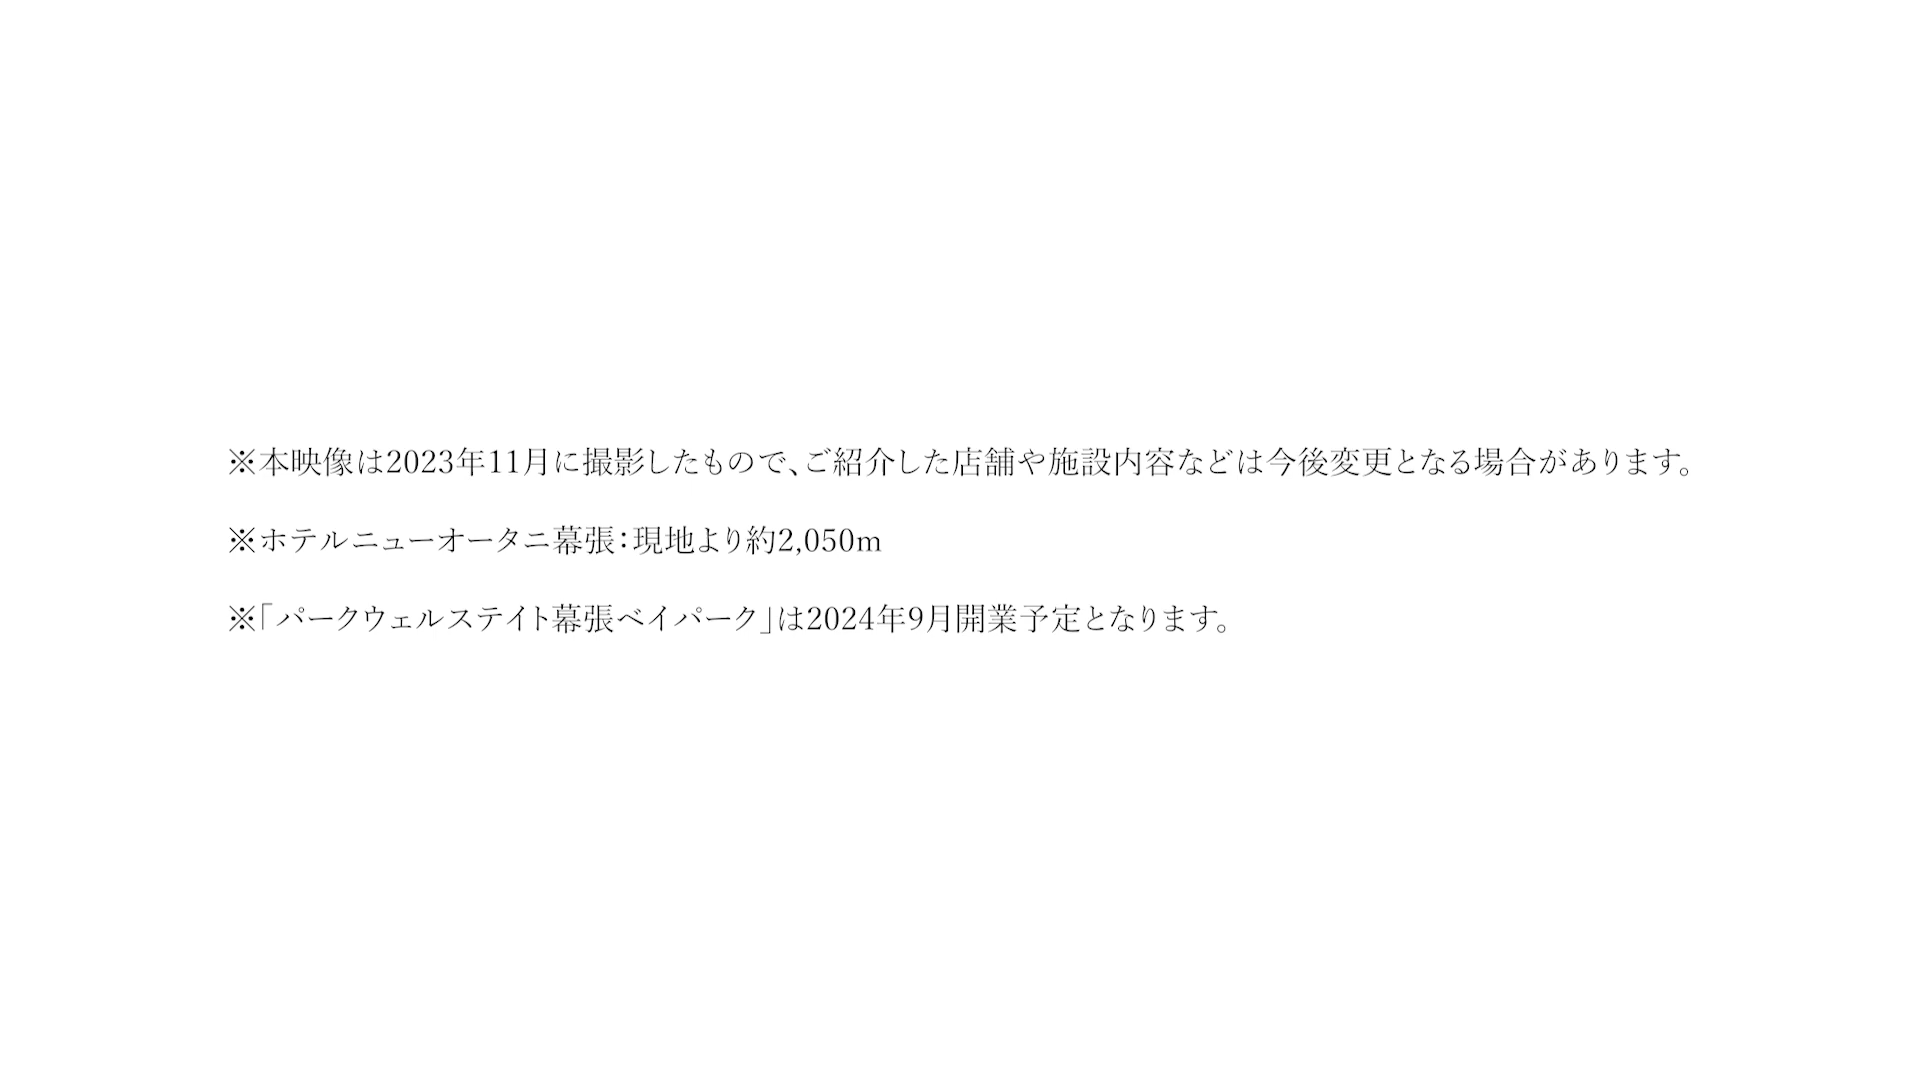 ※本映像は2023年11月に撮影したもので、ご紹介した店舗や施設内容などは今後変更となる場合があります。
※ホテルニューオータニ幕張：現地より約2,050m
※「パークウェルステイト幕張ベイパーク」は2024年9月開業予定となります。